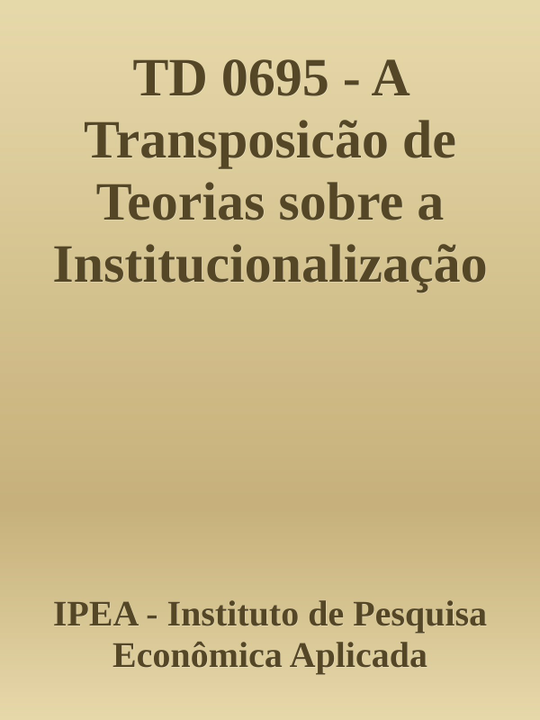 TD 0695 - A
Transposicão de
Teorias sobre a
Institucionalização
IPEA - Instituto de Pesquisa
Econômica Aplicada